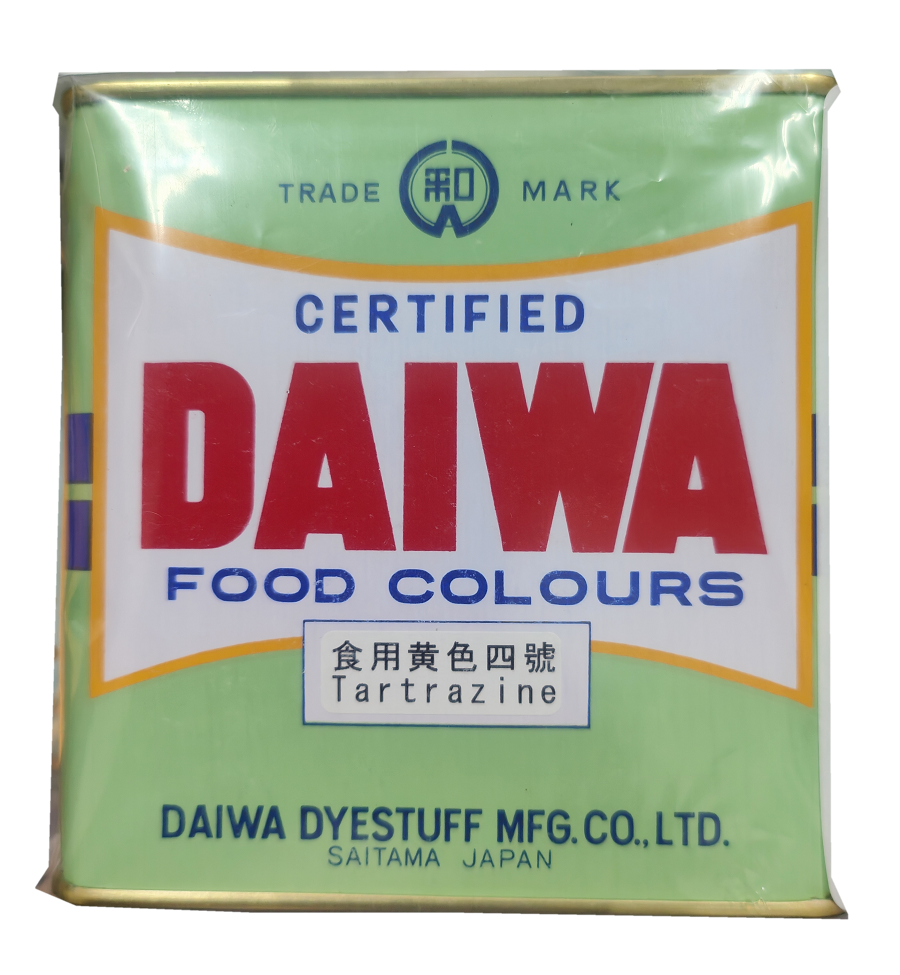 TRADE 和 MARK
CERTIFIED
DAIWA
FOOD COLOURS
食用黄色四號
Tartrazine
DAIWA DYESTUFF MFG.CO.,LTD.
SAITAMA JAPAN